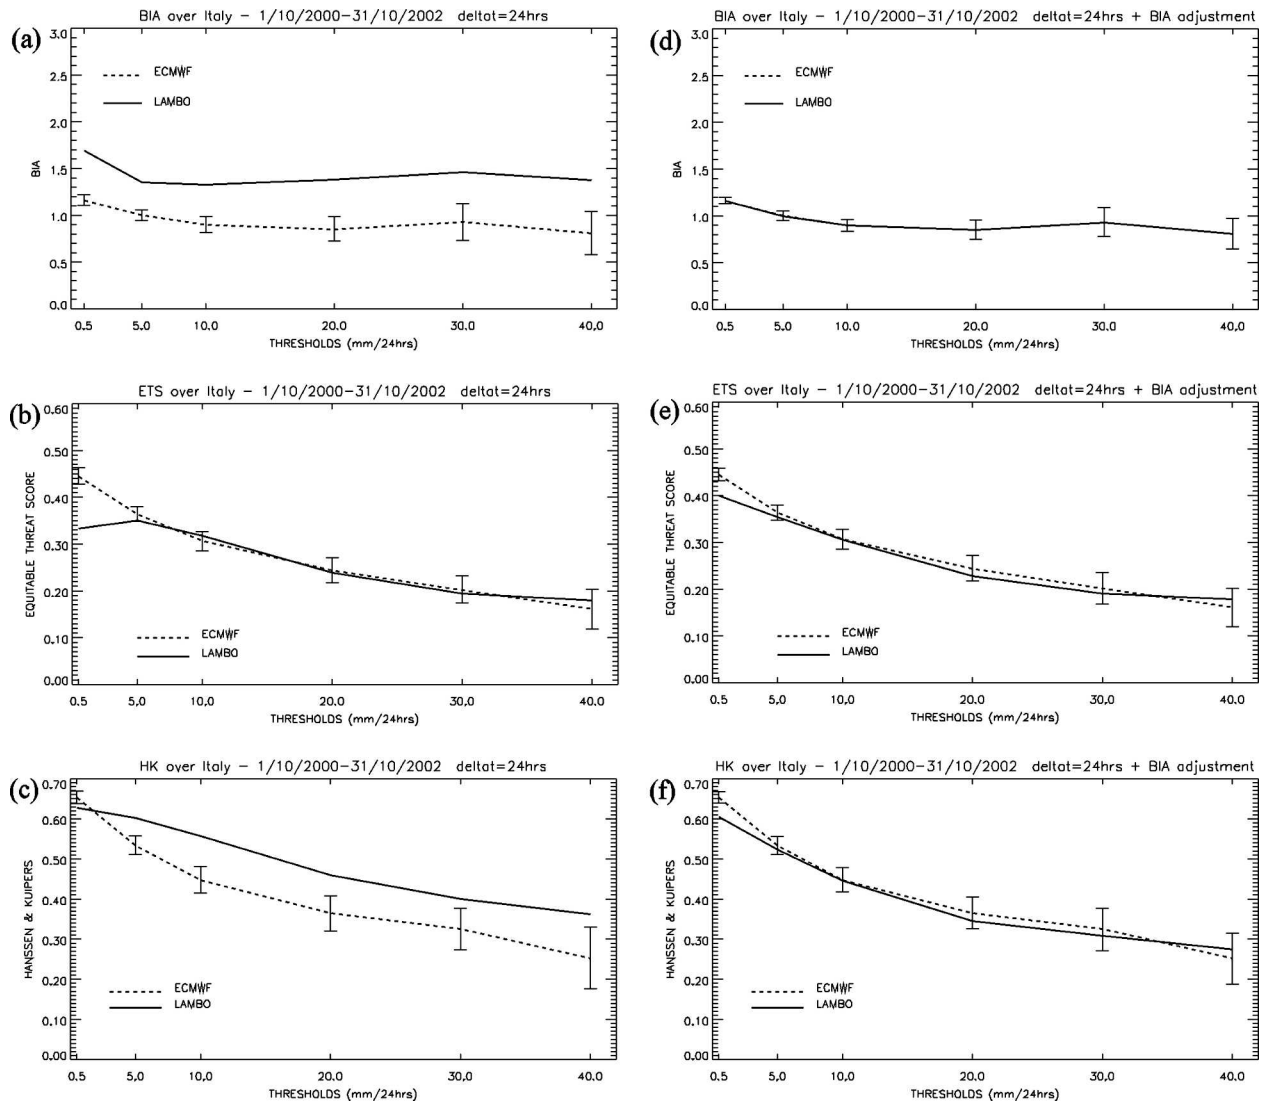 BIA over Italy – 1/10/2000–31/10/2002 deltat=24hrs
(a)
3.0
2.5
2.0
1.5
1.0
0.5
0.0
BIA
ECMWF
LAMBO
0.5 5.0 10.0 20.0 30.0 40.0
THRESHOLDS (mm/24hrs)
BIA over Italy – 1/10/2000–31/10/2002 deltat=24hrs + BIA adjustment
(d)
3.0
2.5
2.0
1.5
1.0
0.5
0.0
BIA
ECMWF
LAMBO
0.5 5.0 10.0 20.0 30.0 40.0
THRESHOLDS (mm/24hrs)
ETS over Italy – 1/10/2000–31/10/2002 deltat=24hrs
(b)
0.60
0.50
0.40
0.30
0.20
0.10
0.00
EQUITABLE THREAT SCORE
ECMWF
LAMBO
0.5 5.0 10.0 20.0 30.0 40.0
THRESHOLDS (mm/24hrs)
ETS over Italy – 1/10/2000–31/10/2002 deltat=24hrs + BIA adjustment
(e)
0.60
0.50
0.40
0.30
0.20
0.10
0.00
EQUITABLE THREAT SCORE
ECMWF
LAMBO
0.5 5.0 10.0 20.0 30.0 40.0
THRESHOLDS (mm/24hrs)
HK over Italy – 1/10/2000–31/10/2002 deltat=24hrs
(c)
0.70
0.60
0.50
0.40
0.30
0.20
0.10
0.00
HANSSEN & KUIPERS
ECMWF
LAMBO
0.5 5.0 10.0 20.0 30.0 40.0
THRESHOLDS (mm/24hrs)
HK over Italy – 1/10/2000–31/10/2002 deltat=24hrs + BIA adjustment
(f)
0.70
0.60
0.50
0.40
0.30
0.20
0.10
0.00
HANSSEN & KUIPERS
ECMWF
LAMBO
0.5 5.0 10.0 20.0 30.0 40.0
THRESHOLDS (mm/24hrs)